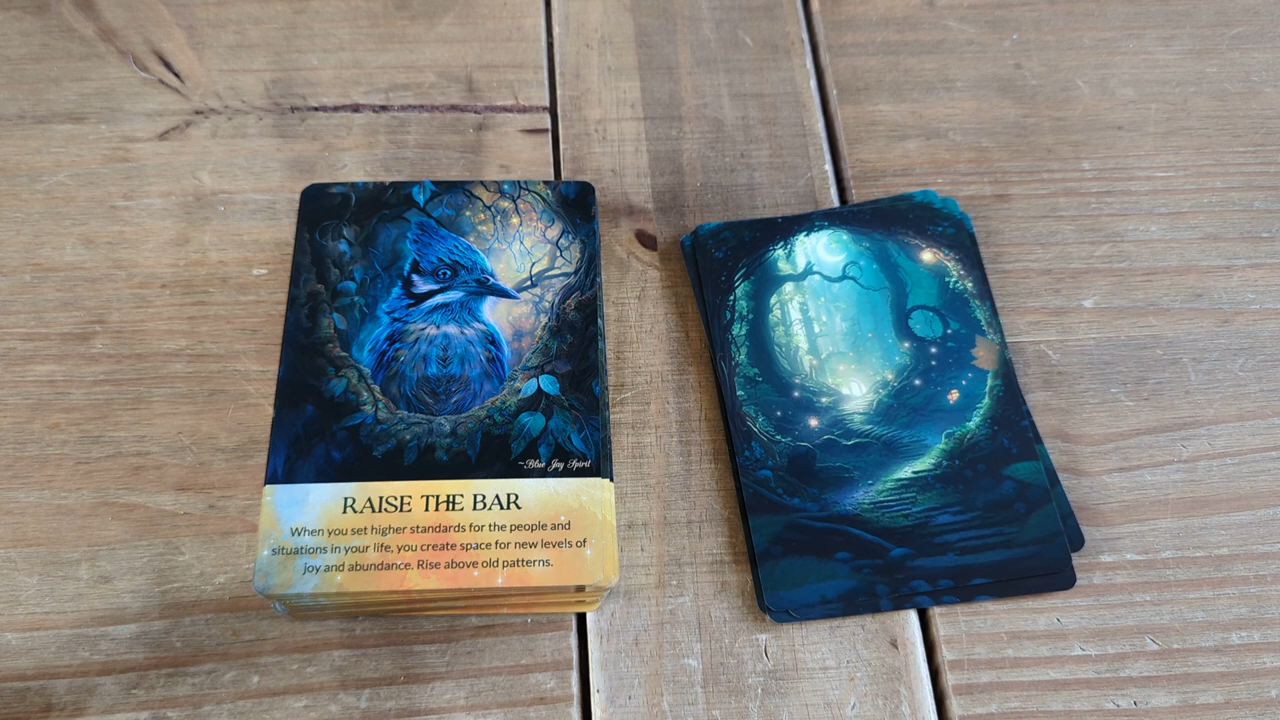 ~Blue Jay Spirit
RAISE THE BAR
When you set higher standards for the people and
situations in your life, you create space for new levels of
joy and abundance. Rise above old patterns.